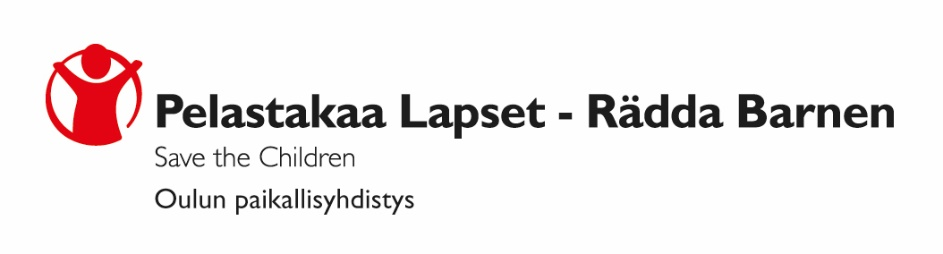 Pelastakaa Lapset - Rädda Barnen
Save the Children
Oulun paikallisyhdistys